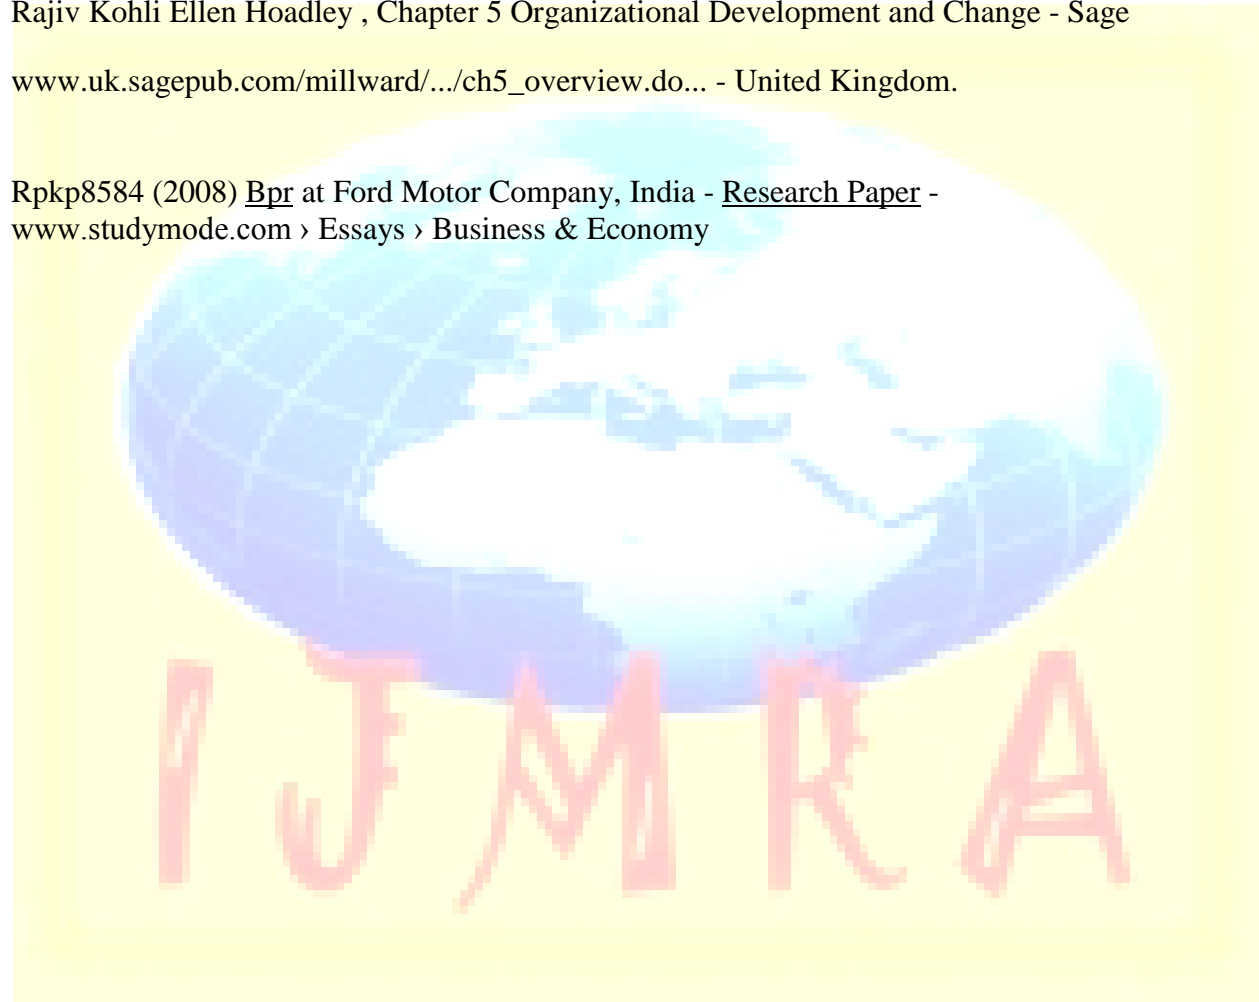 Rajiv Kohli Ellen Hoadley , Chapter 5 Organizational Development and Change - Sage
www.uk.sagepub.com/millward/.../ch5_overview.do... - United Kingdom.
Rpkp8584 (2008) Bpr at Ford Motor Company, India - Research Paper -
www.studymode.com › Essays › Business & Economy
IJMRA